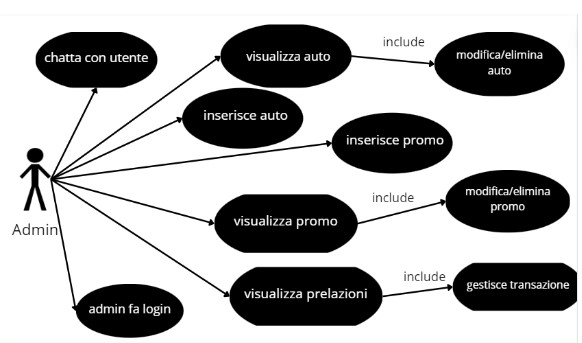 include
chatta con utente
visualizza auto
modifica/elimina
auto
inserisce auto
inserisce promo
include
modifica/elimina
promo
visualizza promo
Admin
include
gestisce transazione
visualizza prelazioni
admin fa login